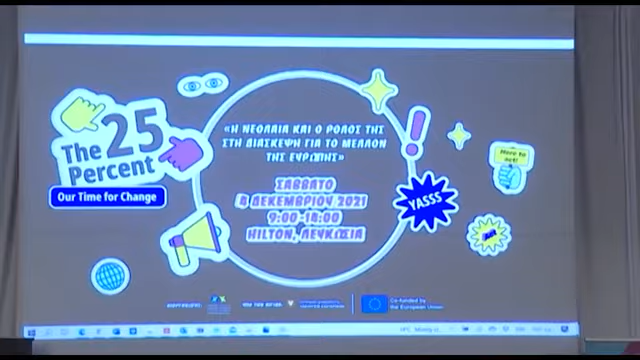 The 25
Percent
Our Time for Change
«Η ΝΕΟΛΑΙΑ ΚΑΙ Ο ΡΟΛΟΣ ΤΗΣ
ΣΤΗ ΔΙΑΣΚΕΨΗ ΓΙΑ ΤΟ ΜΕΛΛΟΝ
ΤΗΣ ΕΥΡΩΠΗΣ»
ΣΑΒΒΑΤΟ
4 ΔΕΚΕΜΒΡΙΟΥ 2021
9:00-14:00
HILTON, ΛΕΥΚΩΣΙΑ
YASSS
Co-funded by
the European Union